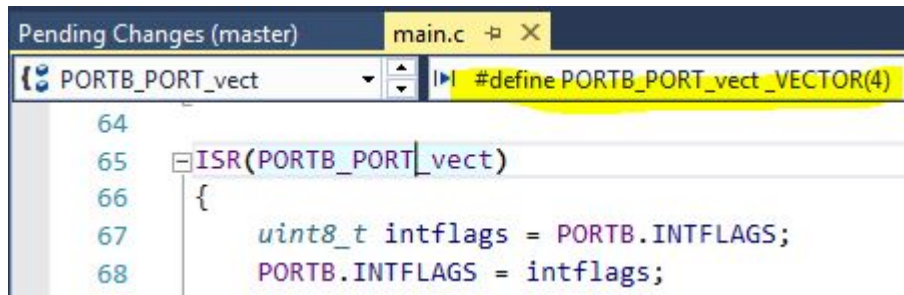 Pending Changes (master) main.c
PORTB_PORT_vect #define PORTB_PORT_vect _VECTOR(4)
64
65 ISR(PORTB_PORT_vect)
66 {
67 uint8_t intflags = PORTB.INTFLAGS;
68 PORTB.INTFLAGS = intflags;